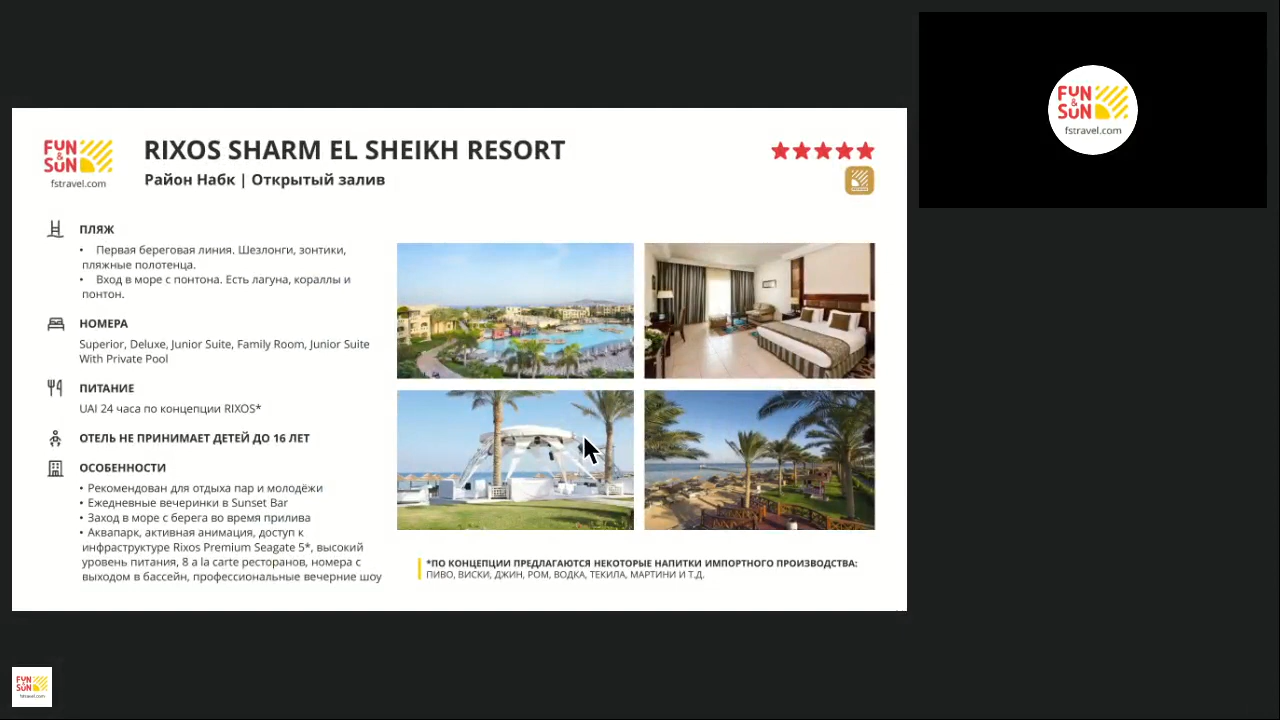 FUN
&
SUN
fstravel.com
RIXOS SHARM EL SHEIKH RESORT
Район Набк | Открытый залив
ПЛЯЖ
• Первая береговая линия. Шезлонги, зонтики,
пляжные полотенца.
• Вход в море с понтона. Есть лагуна, кораллы и
понтон.
НОМЕРА
Superior, Deluxe, Junior Suite, Family Room, Junior Suite
With Private Pool
ПИТАНИЕ
UAI 24 часа по концепции RIXOS*
ОТЕЛЬ НЕ ПРИНИМАЕТ ДЕТЕЙ ДО 16 ЛЕТ
ОСОБЕННОСТИ
• Рекомендован для отдыха пар и молодёжи
• Ежедневные вечеринки в Sunset Bar
• Заход в море с берега во время прилива
• Аквапарк, активная анимация, доступ к
инфраструктуре Rixos Premium Seagate 5*, высокий
уровень питания, 8 a la carte ресторанов, номера с
выходом в бассейн, профессиональные вечерние шоу
*ПО КОНЦЕПЦИИ ПРЕДЛАГАЮТСЯ НЕКОТОРЫЕ НАПИТКИ ИМПОРТНОГО ПРОИЗВОДСТВА:
ПИВО, ВИСКИ, ДЖИН, РОМ, ВОДКА, ТЕКИЛА, МАРТИНИ И Т.Д.
FUN
&
SUN
fstravel.com
FUN
&
SUN
fstravel.com